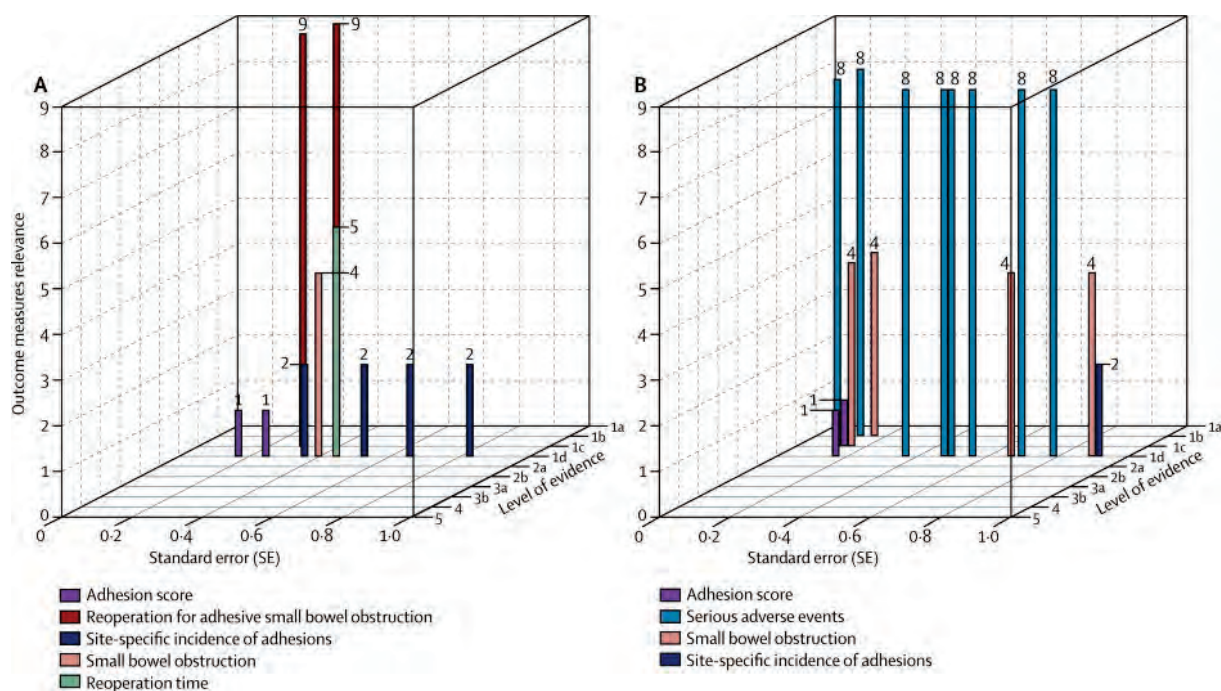 A
9
9
9
8
7
6
5
4
3
2
1
0
Outcome measures relevance
5
4
2
2
2
2
1
1
0
0·2
0·4
0·6
0·8
1·0
Standard error (SE)
5
4
3b
3a
2b
2a
1d
1c
1b
1a
Level of evidence
Adhesion score
Reoperation for adhesive small bowel obstruction
Site-specific incidence of adhesions
Small bowel obstruction
Reoperation time
B
8
8
8
8
8
8
8
8
9
8
7
6
5
4
3
2
1
0
4
4
4
4
2
1
1
0
0·2
0·4
0·6
0·8
1·0
Standard error (SE)
5
4
3b
3a
2b
2a
1d
1c
1b
1a
Level of evidence
Adhesion score
Serious adverse events
Small bowel obstruction
Site-specific incidence of adhesions